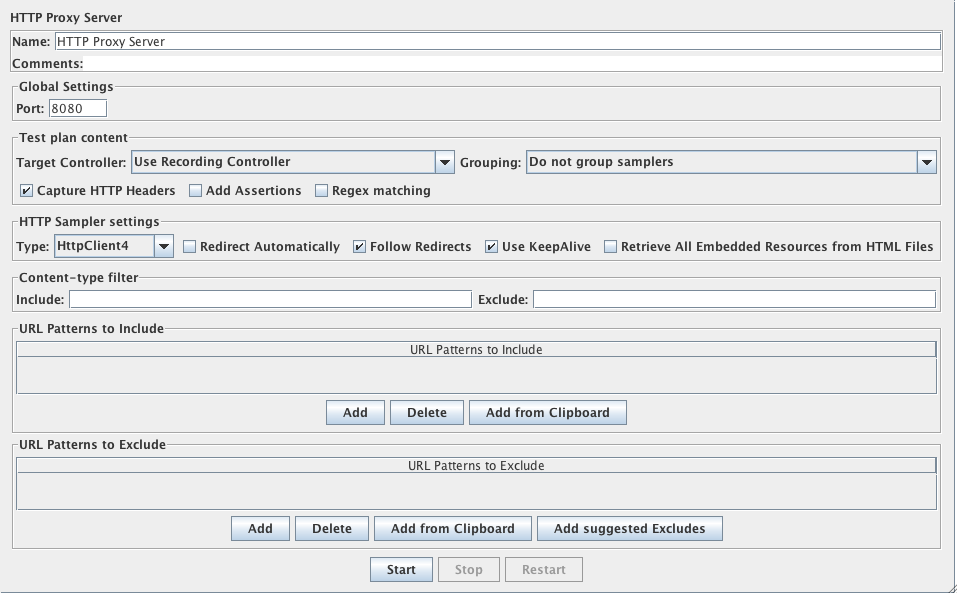 HTTP Proxy Server
Name: HTTP Proxy Server
Comments:
Global Settings
Port: 8080
Test plan content
Target Controller: Use Recording Controller Grouping: Do not group samplers
Capture HTTP Headers Add Assertions Regex matching
HTTP Sampler settings
Type: HttpClient4 Redirect Automatically Follow Redirects Use KeepAlive Retrieve All Embedded Resources from HTML Files
Content-type filter
Include: Exclude:
URL Patterns to Include
URL Patterns to Include
Add Delete Add from Clipboard
URL Patterns to Exclude
URL Patterns to Exclude
Add Delete Add from Clipboard Add suggested Excludes
Start Stop Restart